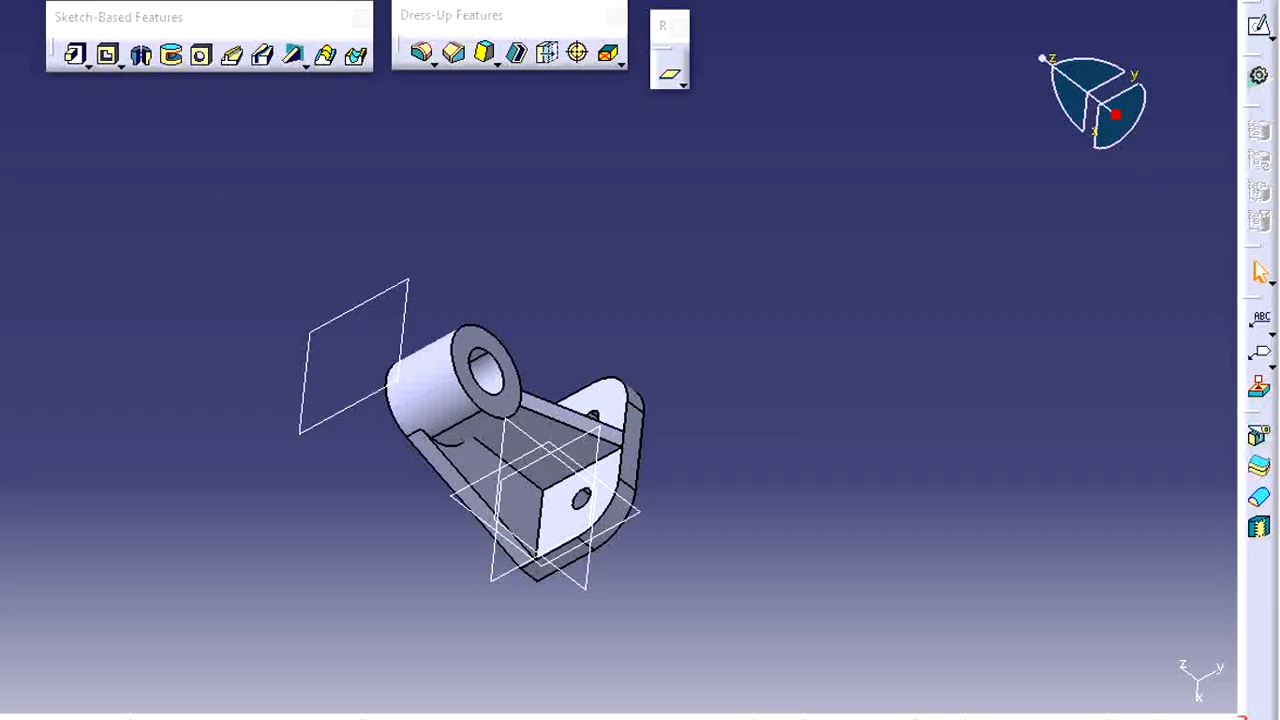 Sketch-Based Features
Dress-Up Features
R
z
y
x
ABC
z
y
x